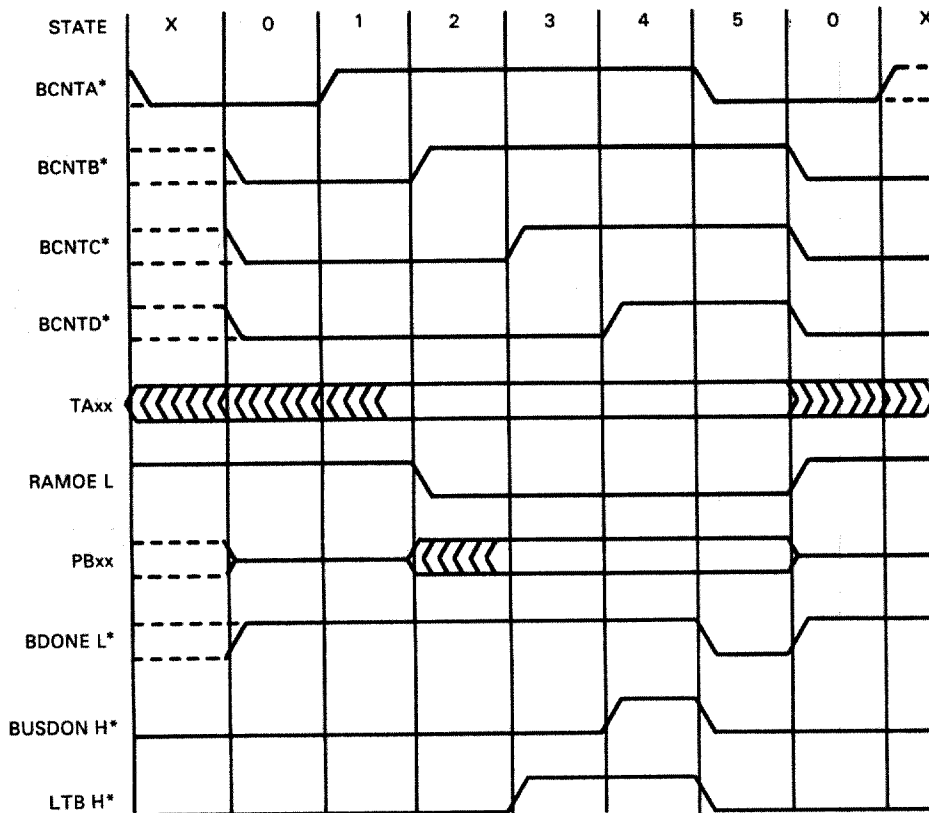 STATE X 0 1 2 3 4 5 0 X
BCNTA*
BCNTB*
BCNTC*
BCNTD*
TAxx
RAMOE L
PBxx
BDONE L*
BUSDON H*
LTB H*